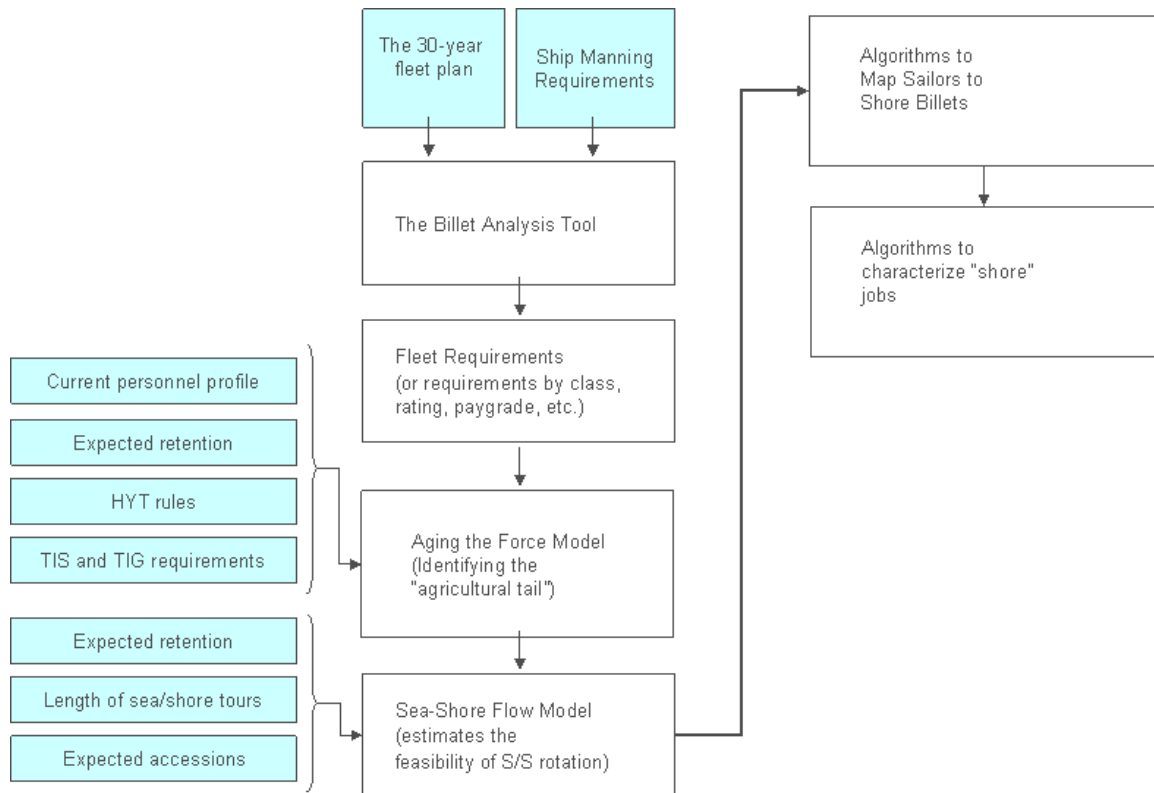 The 30-year
fleet plan
Ship Manning
Requirements
The Billet Analysis Tool
Fleet Requirements
(or requirements by class,
rating, paygrade, etc.)
Current personnel profile
Expected retention
HYT rules
TIS and TIG requirements
Aging the Force Model
(Identifying the
"agricultural tail")
Expected retention
Length of sea/shore tours
Expected accessions
Sea-Shore Flow Model
(estimates the
feasibility of S/S rotation)
Algorithms to
Map Sailors to
Shore Billets
Algorithms to
characterize "shore"
jobs